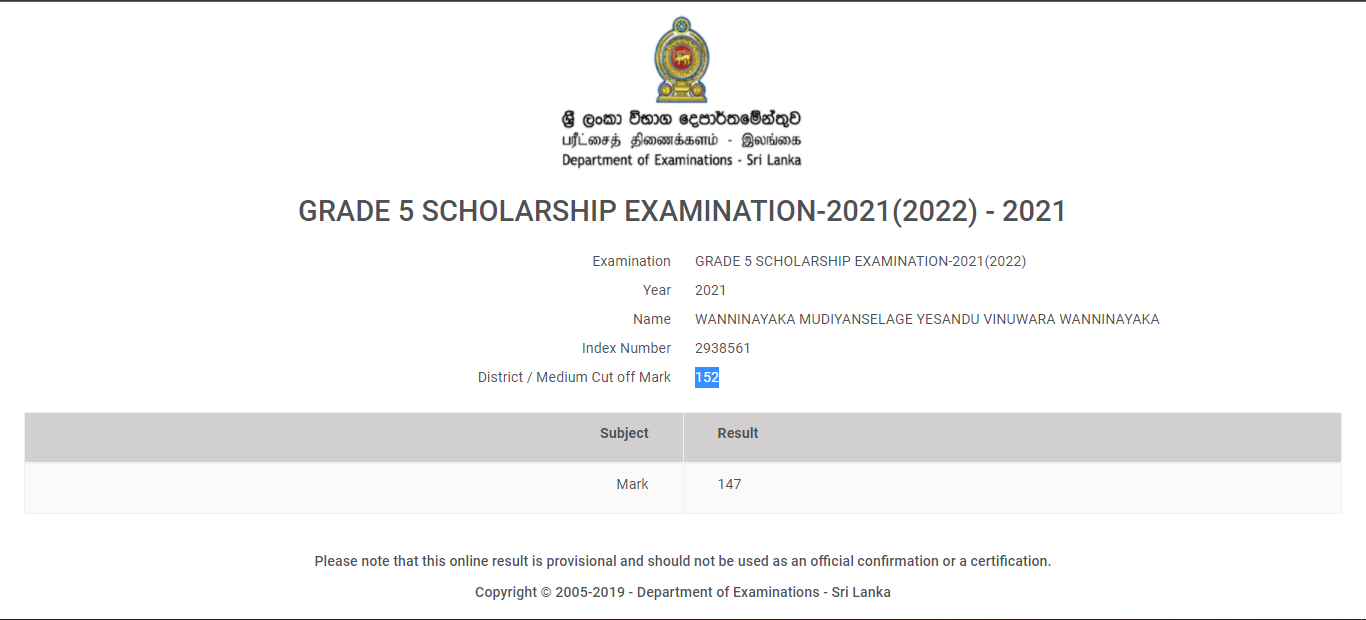 ශ්‍රී ලංකා විභාග දෙපාර්තමේන්තුව
பரீட்சைத் திணைக்களம் - இலங்கை
Department of Examinations - Sri Lanka
GRADE 5 SCHOLARSHIP EXAMINATION-2021(2022) - 2021
Examination GRADE 5 SCHOLARSHIP EXAMINATION-2021(2022)
Year 2021
Name WANNINAYAKA MUDIYANSELAGE YESANDU VINUWARA WANNINAYAKA
Index Number 2938561
District / Medium Cut off Mark 152
Subject Result
Mark 147
Please note that this online result is provisional and should not be used as an official confirmation or a certification.
Copyright © 2005-2019 - Department of Examinations - Sri Lanka